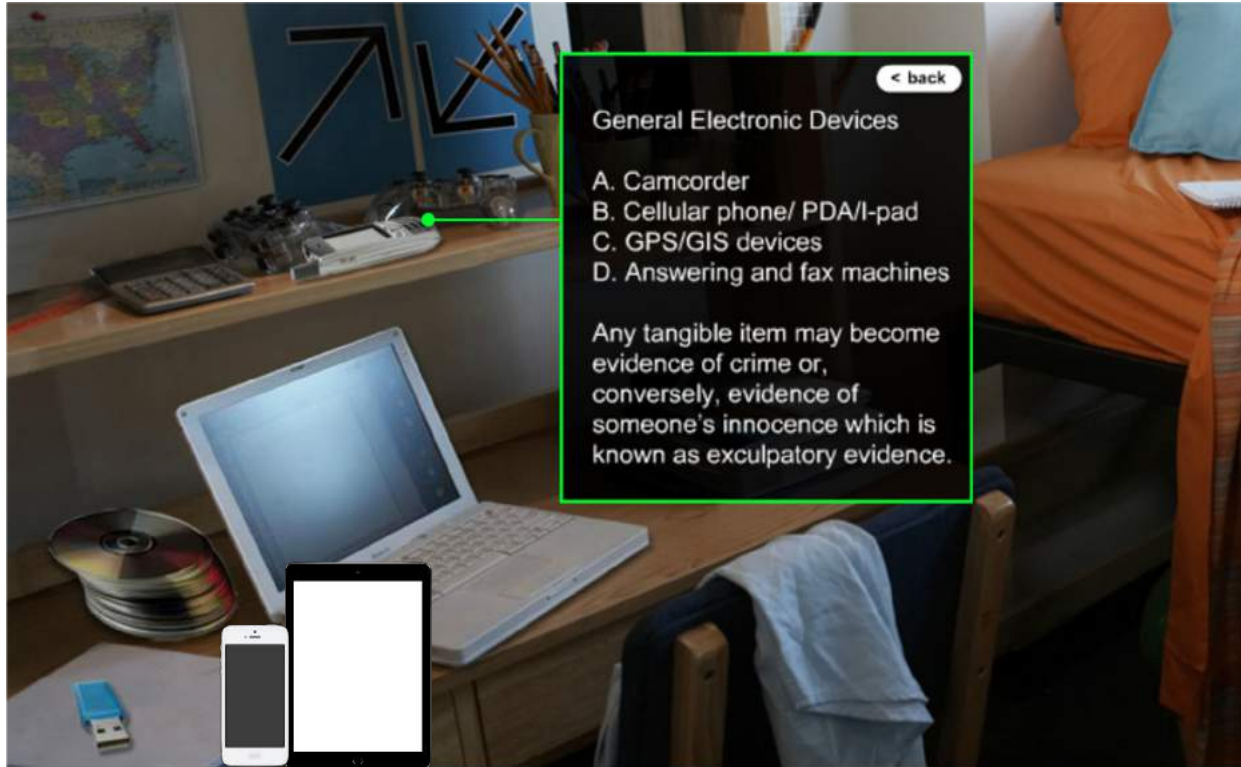 < back
General Electronic Devices
A. Camcorder
B. Cellular phone/ PDA/I-pad
C. GPS/GIS devices
D. Answering and fax machines
Any tangible item may become
evidence of crime or,
conversely, evidence of
someone's innocence which is
known as exculpatory evidence.